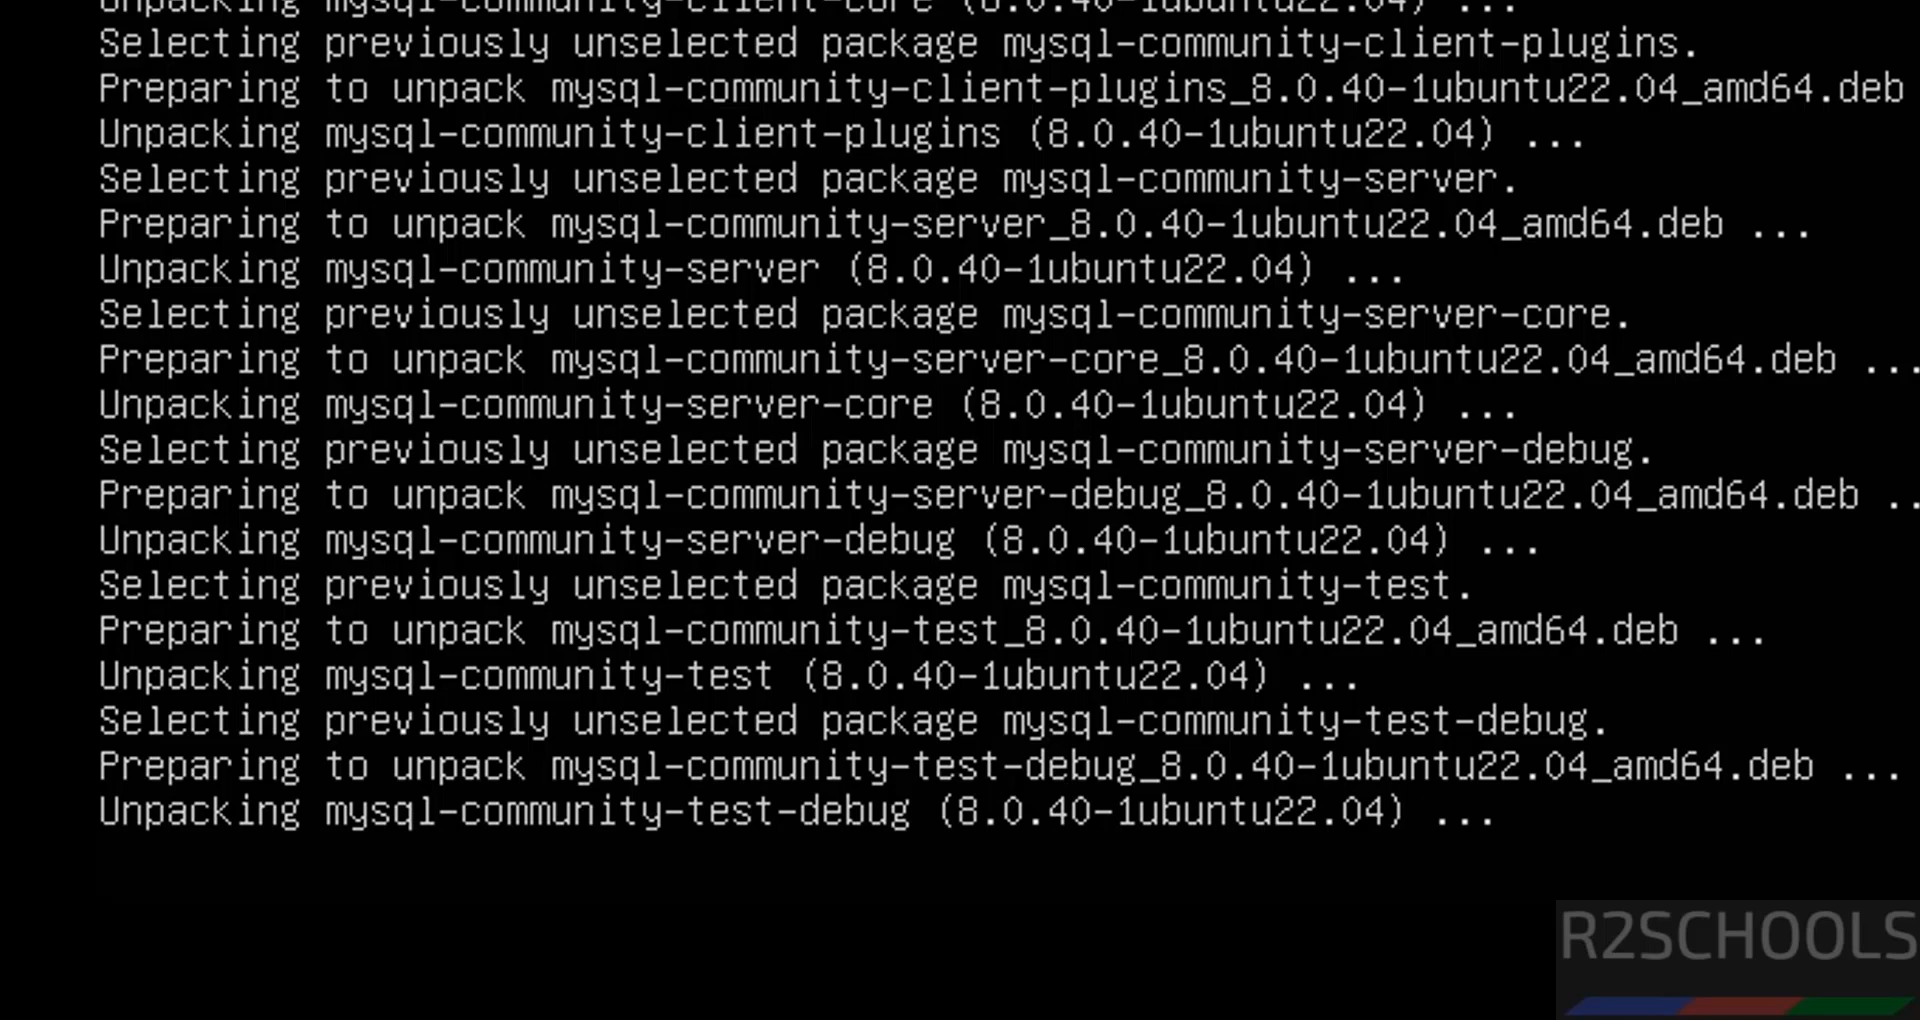 Unpacking mysql-community-client-core (8.0.40-1ubuntu22.04) ...
Selecting previously unselected package mysql-community-client-plugins.
Preparing to unpack mysql-community-client-plugins_8.0.40-1ubuntu22.04_amd64.deb
Unpacking mysql-community-client-plugins (8.0.40-1ubuntu22.04) ...
Selecting previously unselected package mysql-community-server.
Preparing to unpack mysql-community-server_8.0.40-1ubuntu22.04_amd64.deb ...
Unpacking mysql-community-server (8.0.40-1ubuntu22.04) ...
Selecting previously unselected package mysql-community-server-core.
Preparing to unpack mysql-community-server-core_8.0.40-1ubuntu22.04_amd64.deb ...
Unpacking mysql-community-server-core (8.0.40-1ubuntu22.04) ...
Selecting previously unselected package mysql-community-server-debug.
Preparing to unpack mysql-community-server-debug_8.0.40-1ubuntu22.04_amd64.deb ..
Unpacking mysql-community-server-debug (8.0.40-1ubuntu22.04) ...
Selecting previously unselected package mysql-community-test.
Preparing to unpack mysql-community-test_8.0.40-1ubuntu22.04_amd64.deb ...
Unpacking mysql-community-test (8.0.40-1ubuntu22.04) ...
Selecting previously unselected package mysql-community-test-debug.
Preparing to unpack mysql-community-test-debug_8.0.40-1ubuntu22.04_amd64.deb ...
Unpacking mysql-community-test-debug (8.0.40-1ubuntu22.04) ...
R2SCHOOLS